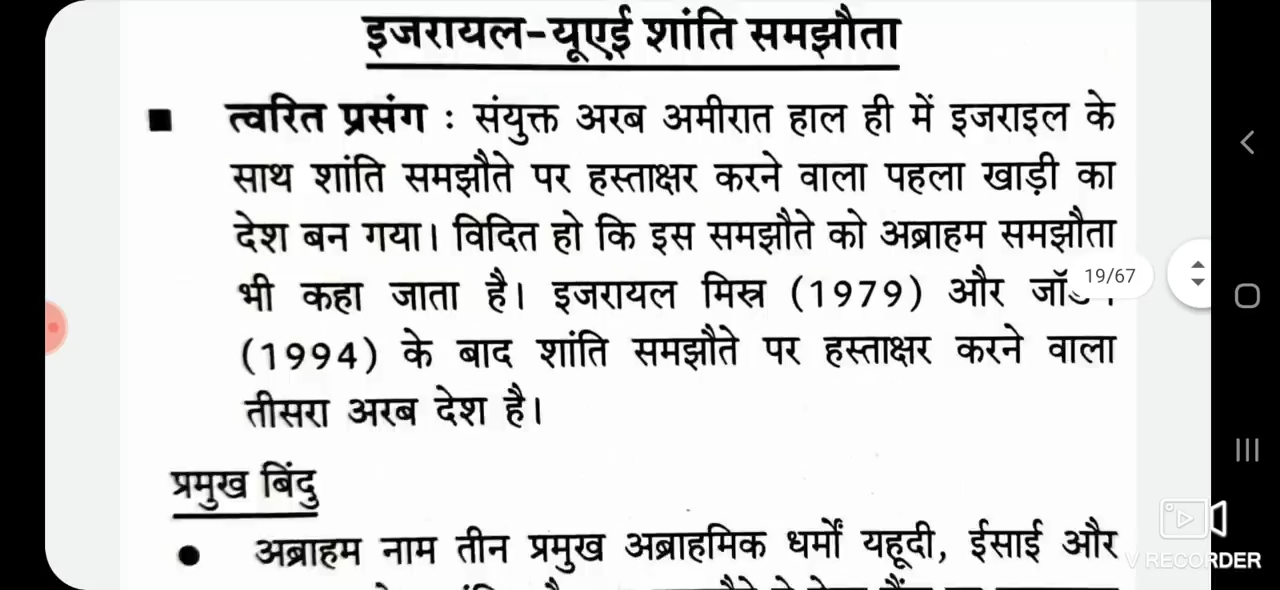 इजरायल-यूएई शांति समझौता
■ त्वरित प्रसंग : संयुक्त अरब अमीरात हाल ही में इजराइल के
साथ शांति समझौते पर हस्ताक्षर करने वाला पहला खाड़ी का
देश बन गया। विदित हो कि इस समझौते को अब्राहम समझौता
भी कहा जाता है। इजरायल मिस्र (1979) और
19/67
(1994) के बाद शांति समझौते पर हस्ताक्षर करने वाला
तीसरा अरब देश है।
प्रमुख बिंदु
● अब्राहम नाम तीन प्रमुख अब्राहमिक धर्मों यहूदी, ईसाई और
V RECORDER